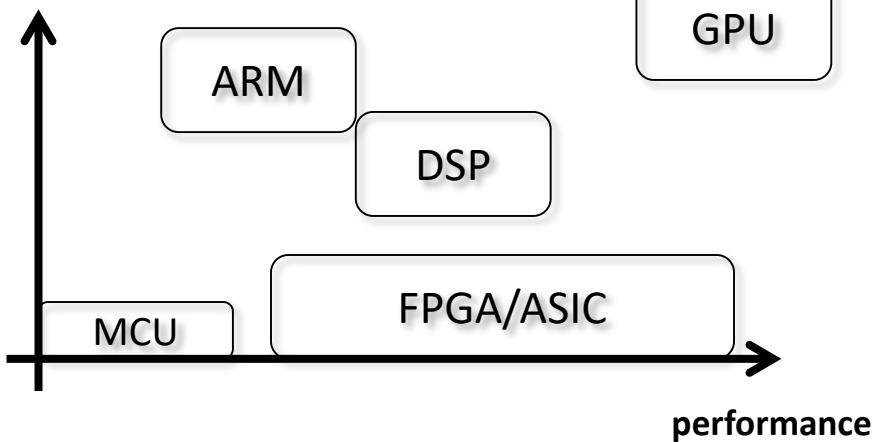 GPU
ARM
DSP
FPGA/ASIC
MCU
performance